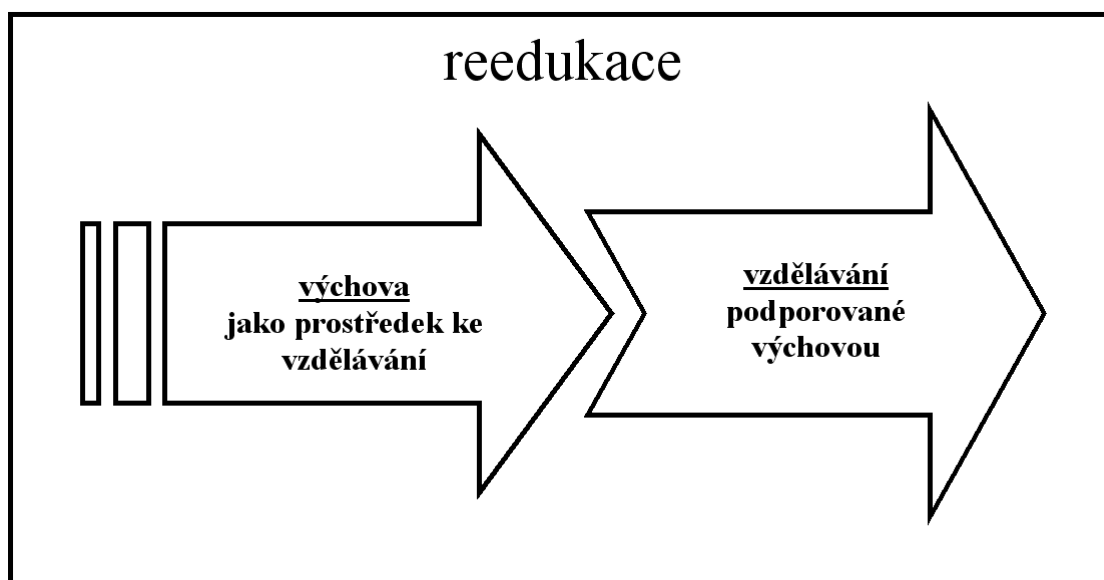 reedukace
výchova
jako prostředek ke
vzdělávání
vzdělávání
podporované
výchovou